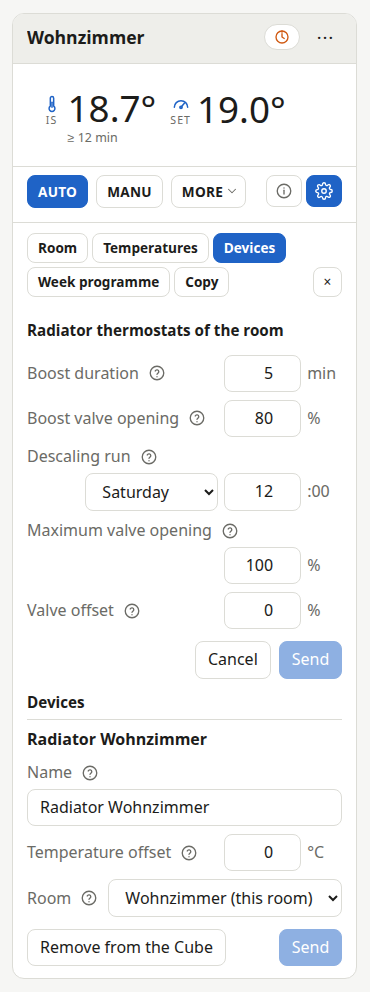 Wohnzimmer
...
IS 18.7° SET 19.0°
≥ 12 min
AUTO MANU MORE
Room Temperatures Devices
Week programme Copy ×
Radiator thermostats of the room
Boost duration ? 5 min
Boost valve opening ? 80 %
Descaling run ?
Saturday 12 :00
Maximum valve opening ?
100 %
Valve offset ? 0 %
Cancel Send
Devices
Radiator Wohnzimmer
Name ?
Radiator Wohnzimmer
Temperature offset ? 0 °C
Room ? Wohnzimmer (this room)
Remove from the Cube Send